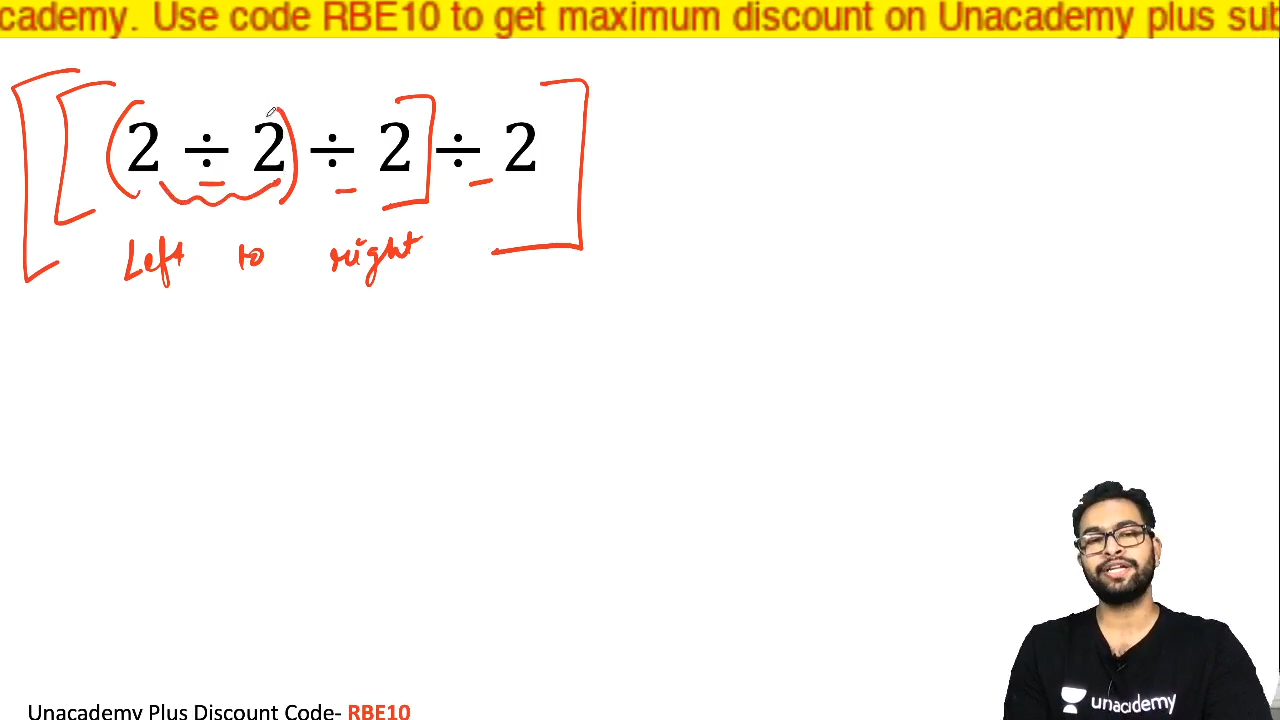 cademy. Use code RBE10 to get maximum discount on Unacademy plus sub
[[(2 ÷ 2) ÷ 2] ÷ 2]
Left to right
unacademy
Unacademy Plus Discount Code- RBE10